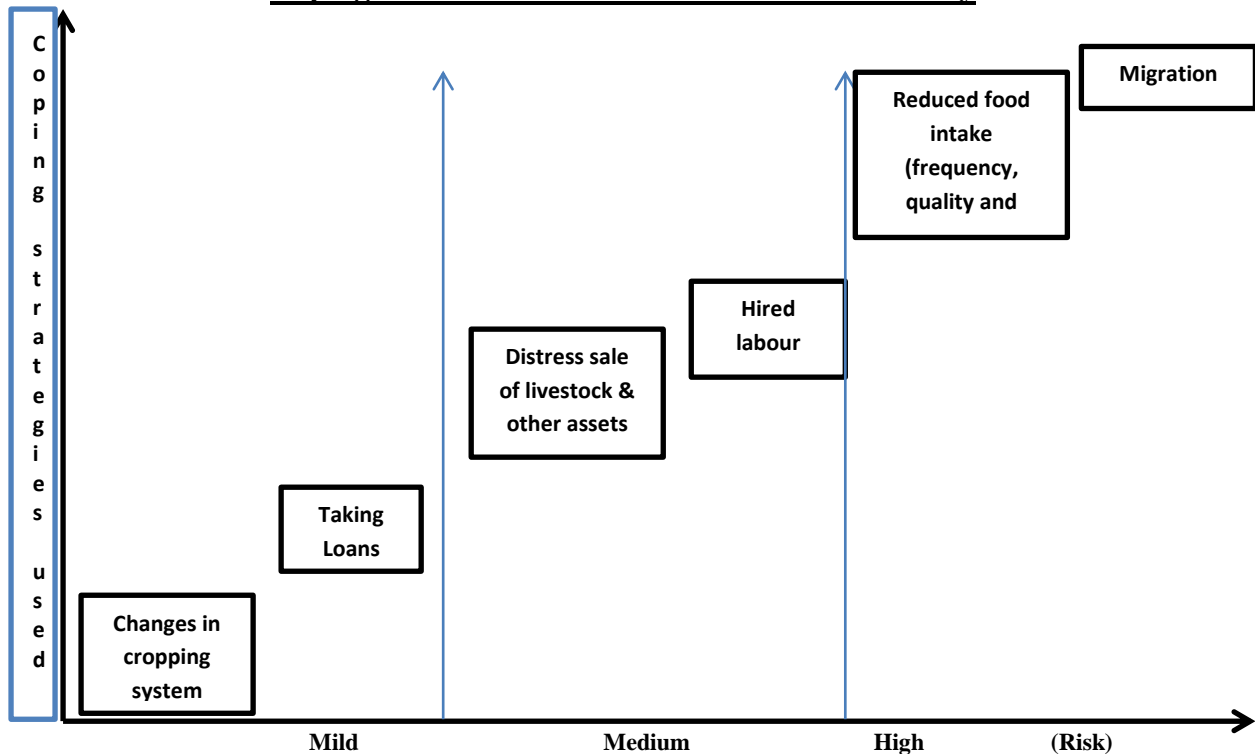 Coping strategies used
Migration
Reduced food
intake
(frequency,
quality and
Hired
labour
Distress sale
of livestock &
other assets
Taking
Loans
Changes in
cropping
system
Mild Medium High (Risk)